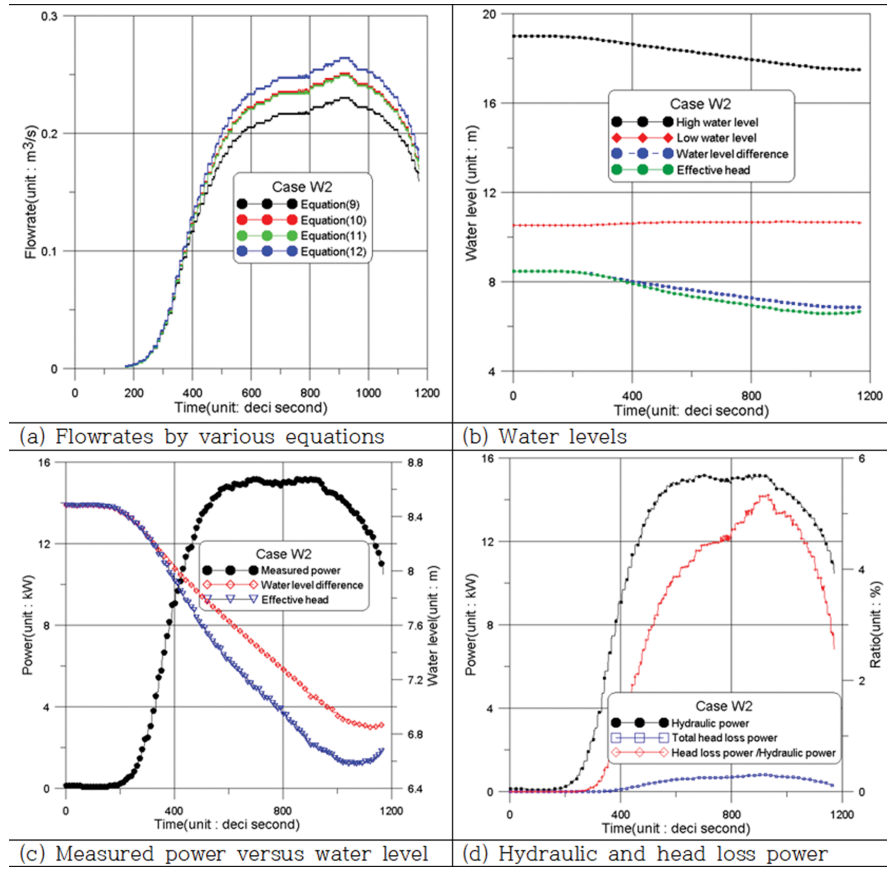 0.3
0.2
0.1
0
Flowrate(unit : m3/s)
Case W2
Equation(9)
Equation(10)
Equation(11)
Equation(12)
0
200
400
600
800
1000
1200
Time(unit: deci second)
(a) Flowrates by various equations
20
16
12
8
4
Water level (unit : m)
Case W2
High water level
Low water level
Water level difference
Effective head
0
400
800
1200
Time(unit: deci second)
(b) Water levels
16
12
8
4
0
Power(unit : kW)
8.8
8.4
8
7.6
7.2
6.8
6.4
Water level(unit : m)
Case W2
Measured power
Water level difference
Effective head
0
400
800
1200
Time(unit : deci second)
(c) Measured power versus water level
16
12
8
4
0
Power(unit : kW)
6
4
2
0
Ratio(unit : %)
Case W2
Hydraulic power
Total head loss power
Head loss power /Hydraulic power
0
400
800
1200
Time(unit : deci second)
(d) Hydraulic and head loss power